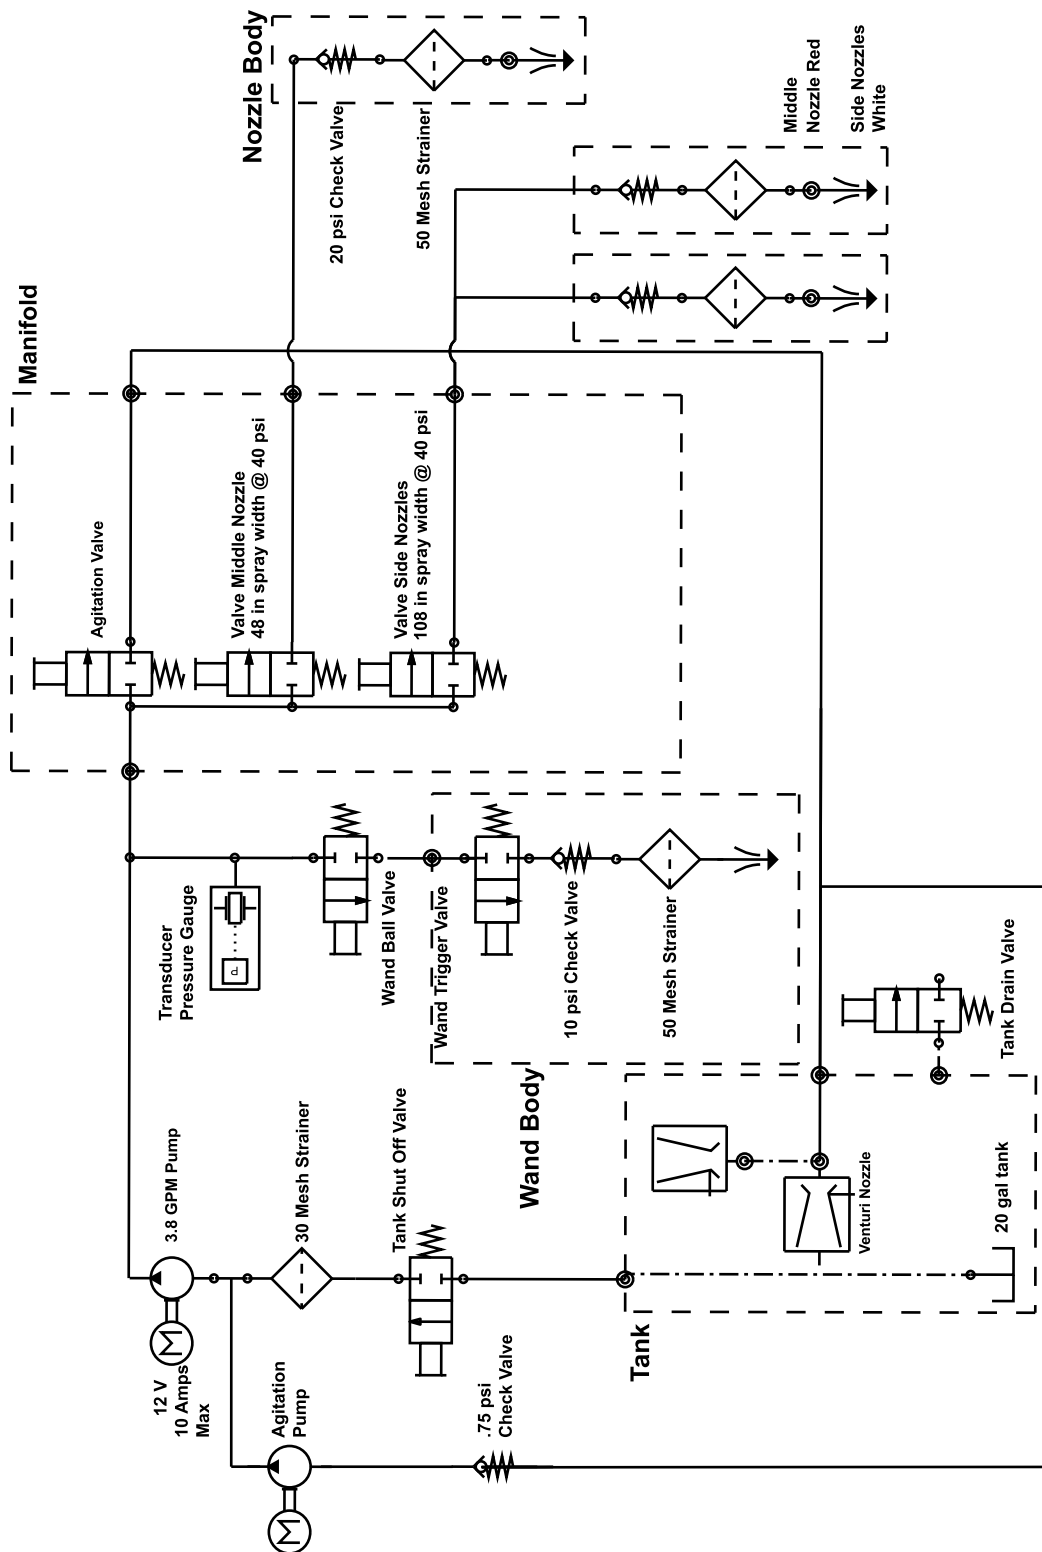 Nozzle Body
20 psi Check Valve
50 Mesh Strainer
Middle
Nozzle Red
Side Nozzles
White
Manifold
Agitation Valve
Valve Middle Nozzle
48 in spray width @ 40 psi
Valve Side Nozzles
108 in spray width @ 40 psi
Transducer
Pressure Gauge
P
Wand Ball Valve
Wand Trigger Valve
10 psi Check Valve
50 Mesh Strainer
Wand Body
Tank Drain Valve
3.8 GPM Pump
30 Mesh Strainer
Tank Shut Off Valve
Venturi Nozzle
20 gal tank
Tank
M
12 V
10 Amps
Max
Agitation
Pump
M
.75 psi
Check Valve